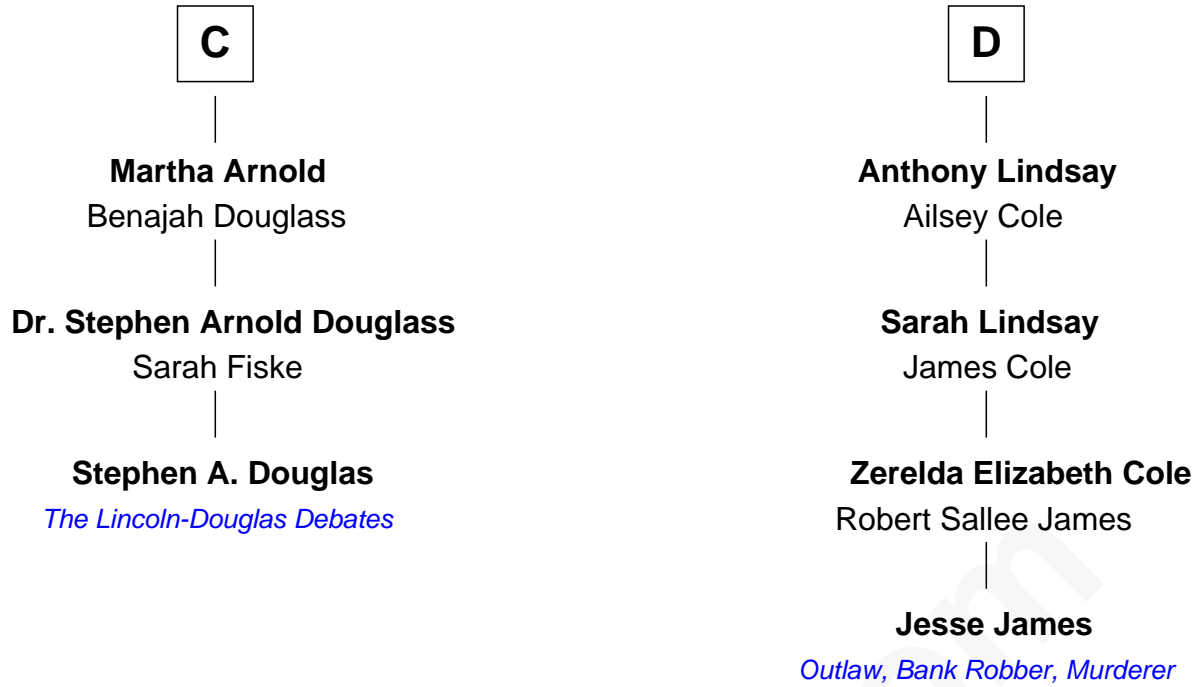 C
Martha Arnold
Benajah Douglass
Dr. Stephen Arnold Douglass
Sarah Fiske
Stephen A. Douglas
The Lincoln-Douglas Debates
D
Anthony Lindsay
Ailsey Cole
Sarah Lindsay
James Cole
Zerelda Elizabeth Cole
Robert Sallee James
Jesse James
Outlaw, Bank Robber, Murderer